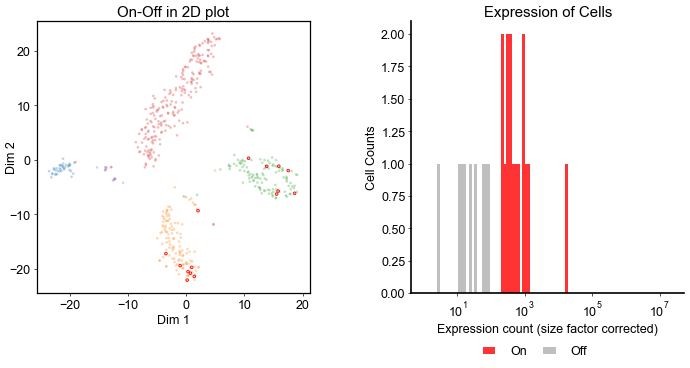 On-Off in 2D plot
Dim 2
20
10
0
−10
−20
−20 −10 0 10 20
Dim 1
Expression of Cells
Cell Counts
2.00
1.75
1.50
1.25
1.00
0.75
0.50
0.25
0.00
10^1 10^3 10^5 10^7
Expression count (size factor corrected)
On Off